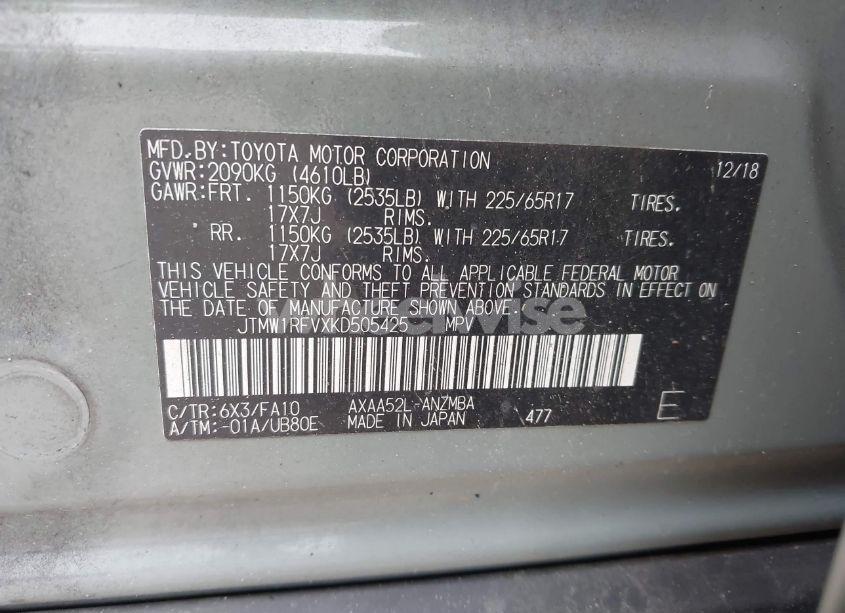 MFD.BY:TOYOTA MOTOR CORPORATION 12/18
GVWR:2090KG (4610LB)
GAWR:FRT. 1150KG (2535LB) WITH 225/65R17 TIRES.
17X7J RIMS.
RR. 1150KG (2535LB) WITH 225/65R17 TIRES.
17X7J RIMS.
THIS VEHICLE CONFORMS TO ALL APPLICABLE FEDERAL MOTOR
VEHICLE SAFETY AND THEFT PREVENTION STANDARDS IN EFFECT ON
THE DATE OF MANUFACTURE SHOWN ABOVE.
JTMW1RFVXKD505425 MPV
C/TR:6X3/FA10 AXAA52L-ANZMBA
A/TM:-01A/UB80E MADE IN JAPAN 477 E